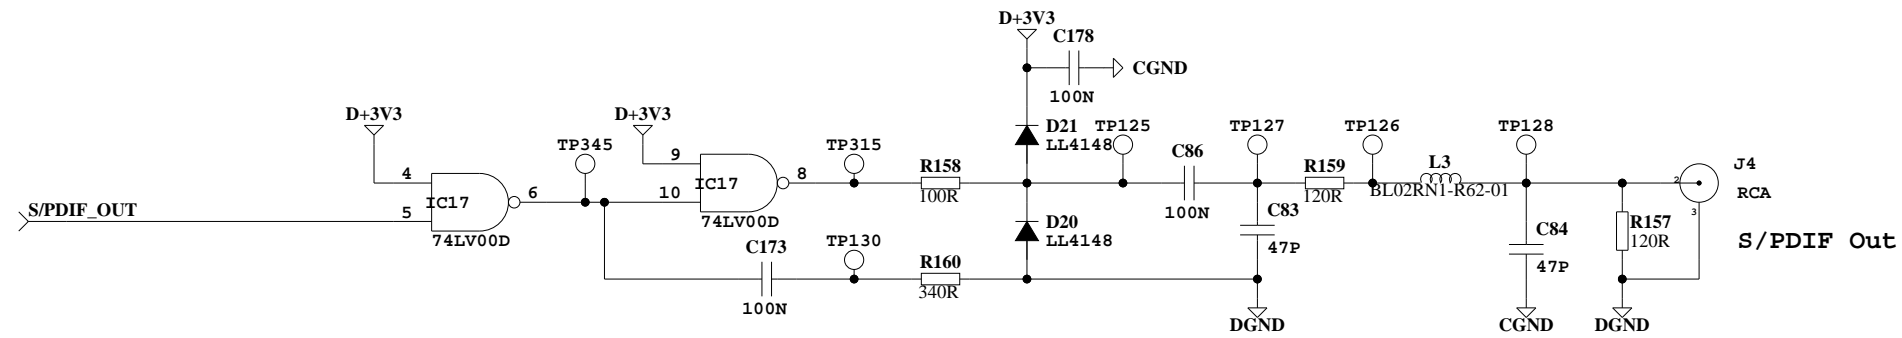 D+3V3
C178
CGND
100N
D+3V3
D+3V3
D21
LL4148
TP125
TP127
TP126
TP128
TP345
TP315
C86
R158
100R
R159
120R
L3
BL02RN1-R62-01
J4
RCA
S/PDIF Out
4
5
6
IC17
74LV00D
9
10
8
IC17
74LV00D
S/PDIF_OUT
100N
C83
47P
D20
LL4148
C173
100N
TP130
R160
340R
C84
47P
R157
120R
2
3
DGND
CGND
DGND